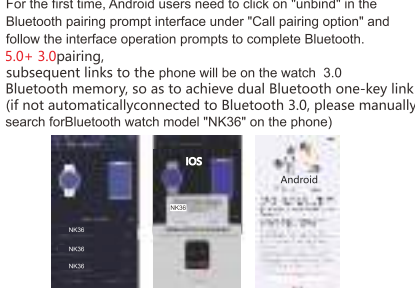 For the first time, Android users need to click on "unbind" in the
Bluetooth pairing prompt interface under "Call pairing option" and
follow the interface operation prompts to complete Bluetooth.
5.0+ 3.0pairing,
subsequent links to the phone will be on the watch 3.0
Bluetooth memory, so as to achieve dual Bluetooth one-key link
(if not automaticallyconnected to Bluetooth 3.0, please manually
search forBluetooth watch model "NK36" on the phone)
NK36
NK36
NK36
IOS
NK36
Android